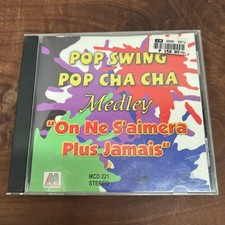 POP SWING
POP CHA CHA
Medley
"On Ne S'aimera
Plus Jamais"
MCD 221
STEREO